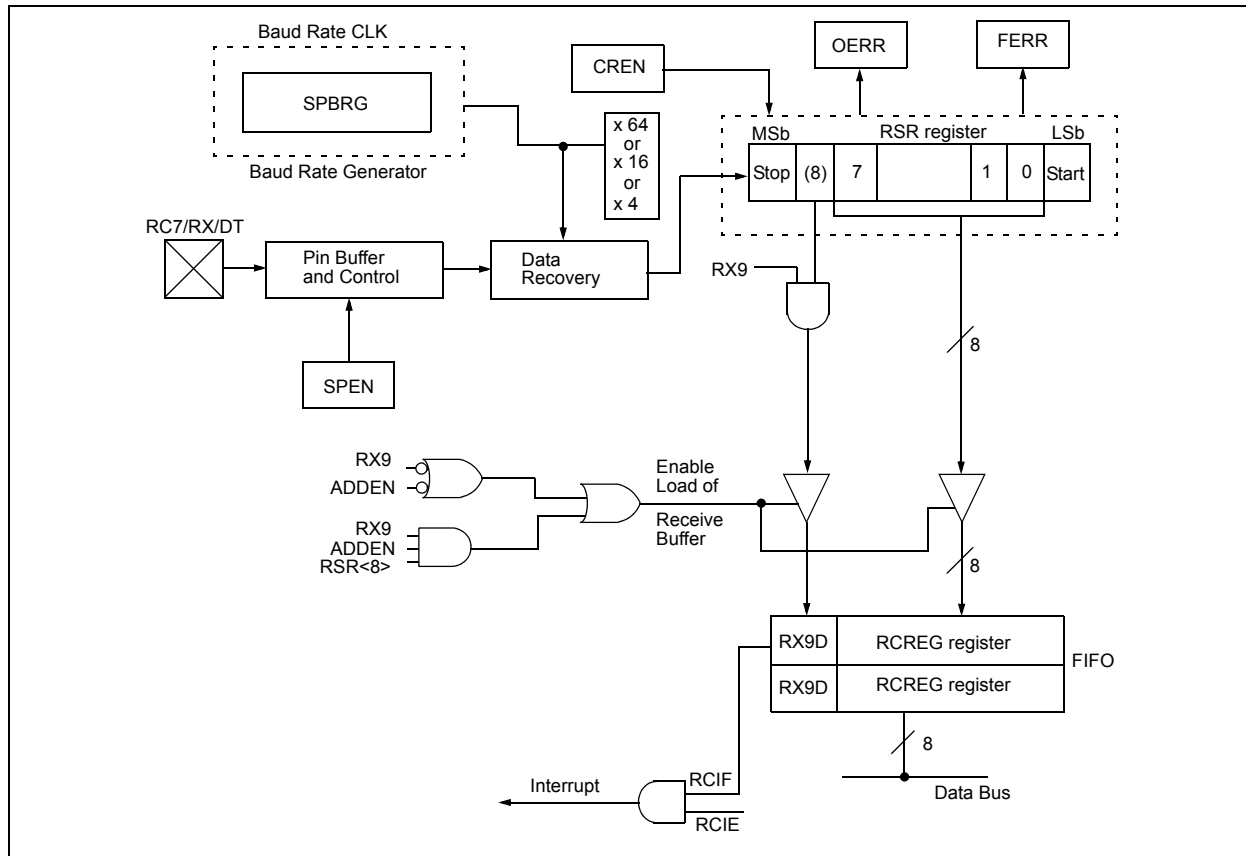 Baud Rate CLK
SPBRG
Baud Rate Generator
CREN
OERR
FERR
x 64
or
x 16
or
x 4
MSb
RSR register
LSb
Stop
(8)
7
1
0
Start
RC7/RX/DT
Pin Buffer
and Control
Data
Recovery
SPEN
RX9
8
RX9
ADDEN
RX9
ADDEN
RSR<8>
Enable
Load of
Receive
Buffer
8
RX9D
RCREG register
RX9D
RCREG register
FIFO
8
Data Bus
Interrupt
RCIF
RCIE